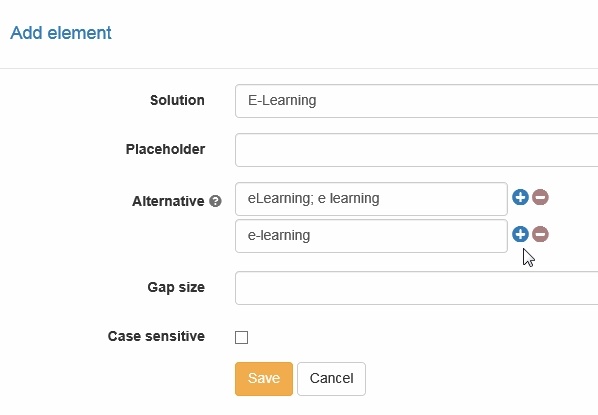 Add element
Solution E-Learning
Placeholder
Alternative ? eLearning; e learning
e-learning
Gap size
Case sensitive
Save Cancel